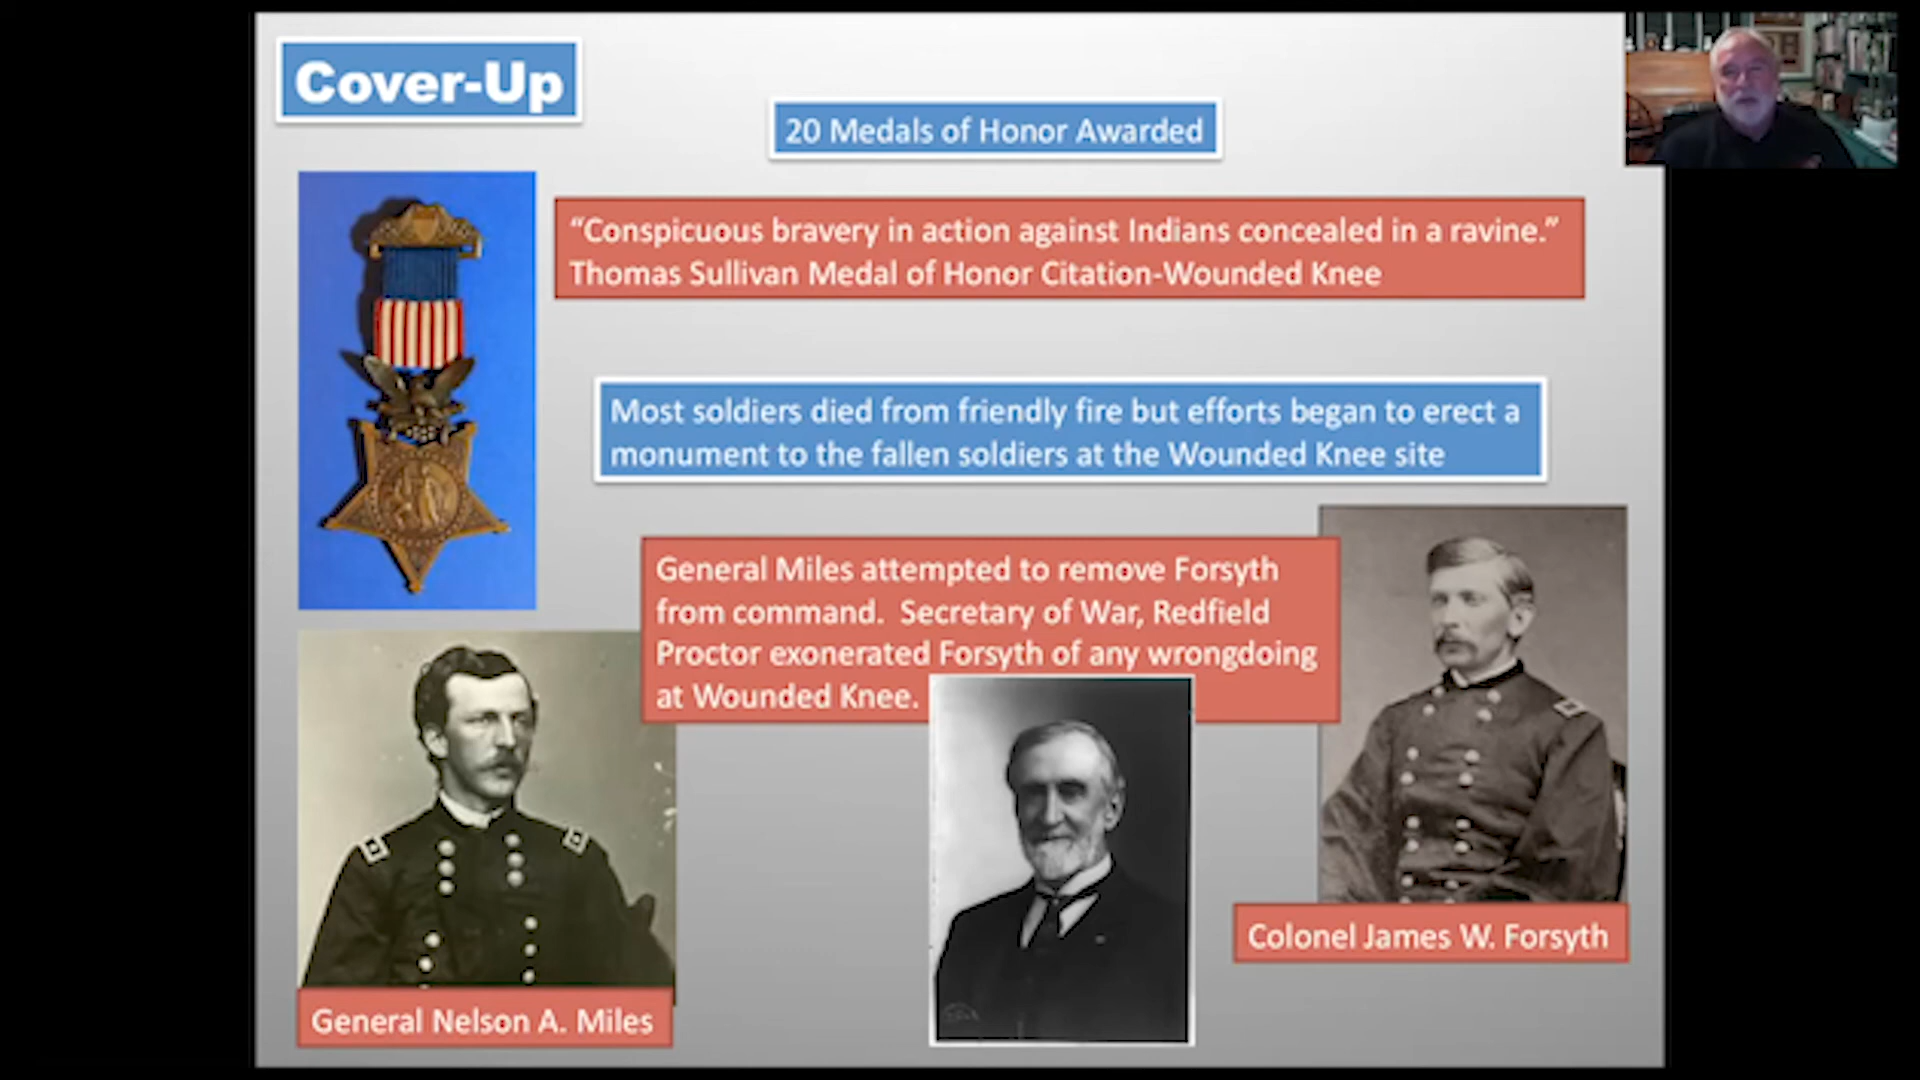 Cover-Up
20 Medals of Honor Awarded
“Conspicuous bravery in action against Indians concealed in a ravine.”
Thomas Sullivan Medal of Honor Citation-Wounded Knee
Most soldiers died from friendly fire but efforts began to erect a
monument to the fallen soldiers at the Wounded Knee site
General Miles attempted to remove Forsyth
from command.  Secretary of War, Redfield
Proctor exonerated Forsyth of any wrongdoing
at Wounded Knee.
Colonel James W. Forsyth
General Nelson A. Miles